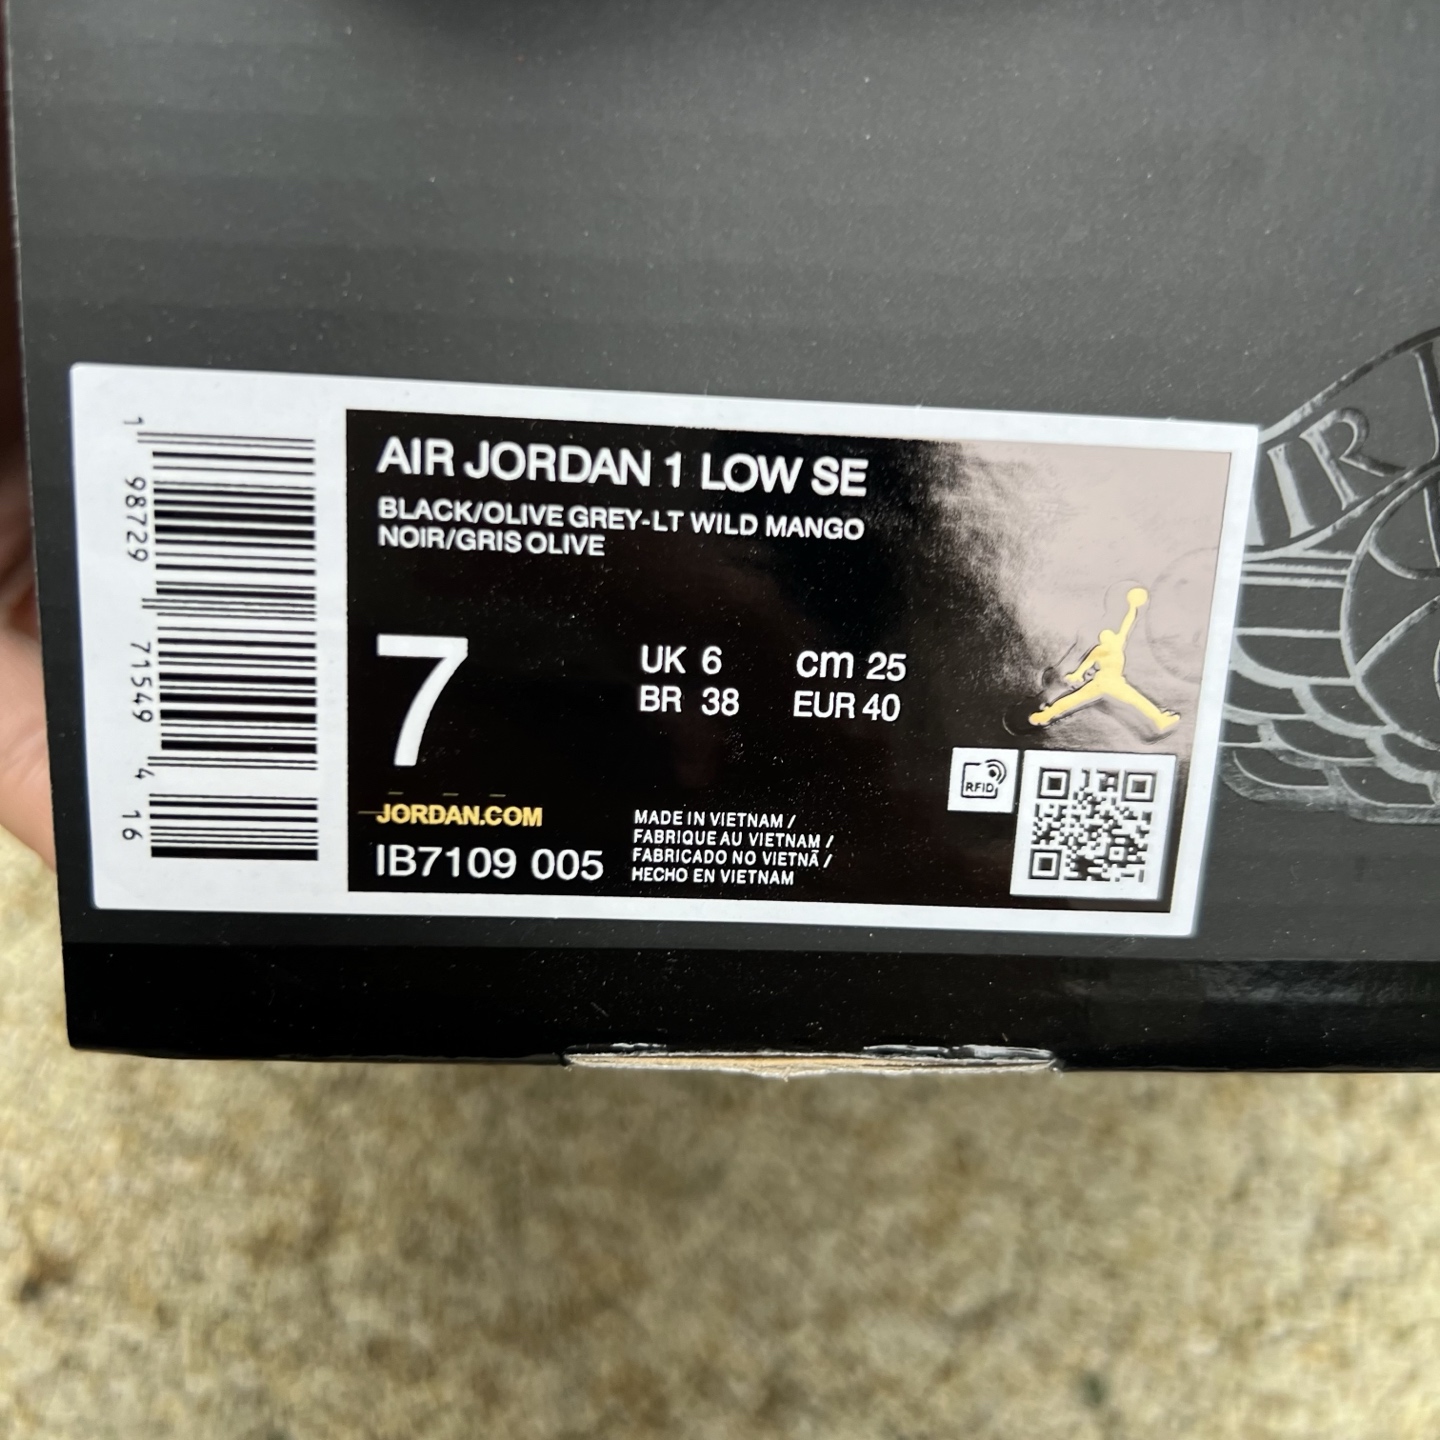 AIR JORDAN 1 LOW SE
BLACK/OLIVE GREY-LT WILD MANGO
NOIR/GRIS OLIVE
7
UK 6
cm 25
BR 38
EUR 40
JORDAN.COM
IB7109 005
MADE IN VIETNAM /
FABRIQUE AU VIETNAM /
FABRICADO NO VIETNÃ /
HECHO EN VIETNAM
RFID
1 98729 71549 4 16